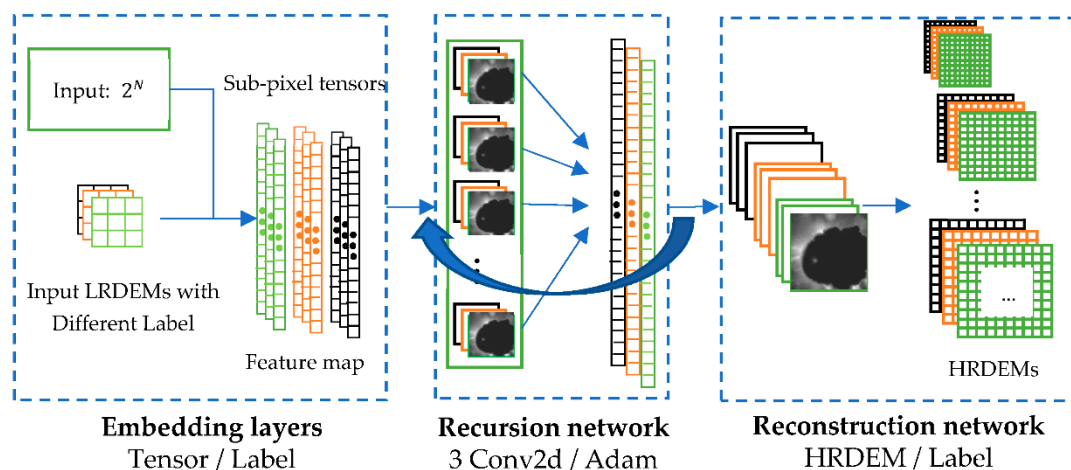 Input: 2^N
Sub-pixel tensors
Input LRDEMs with
Different Label
Feature map
Embedding layers
Tensor / Label
Recursion network
3 Conv2d / Adam
...
HRDEMs
Reconstruction network
HRDEM / Label